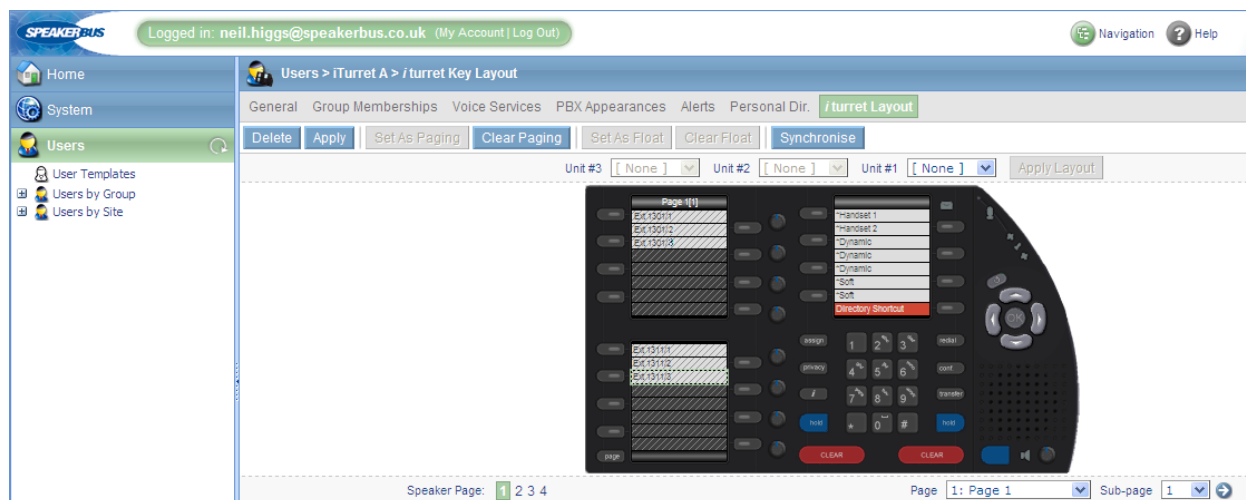 SPEAKERBUS
Logged in: neil.higgs@speakerbus.co.uk (My Account | Log Out)
Navigation
Help
Home
Users > iTurret A > i turret Key Layout
System
General Group Memberships Voice Services PBX Appearances Alerts Personal Dir. i turret Layout
Users
Delete Apply Set As Paging Clear Paging Set As Float Clear Float Synchronise
User Templates
Users by Group
Users by Site
Unit #3 [ None ] Unit #2 [ None ] Unit #1 [ None ] Apply Layout
Page 1[1]
Ext 1301/1
Ext 1301/2
Ext 1301/3
*Handset 1
*Handset 2
*Dynamic
*Dynamic
*Dynamic
*Soft
*Soft
Directory Shortcut
OK
Ext 1311/1
Ext 1311/2
Ext 1311/3
page
assign 1 2 3 redial
privacy 4 5 6 conf
i 7 8 9 transfer
hold * 0 # hold
CLEAR CLEAR
Speaker Page: 1 2 3 4
Page 1: Page 1 Sub-page 1